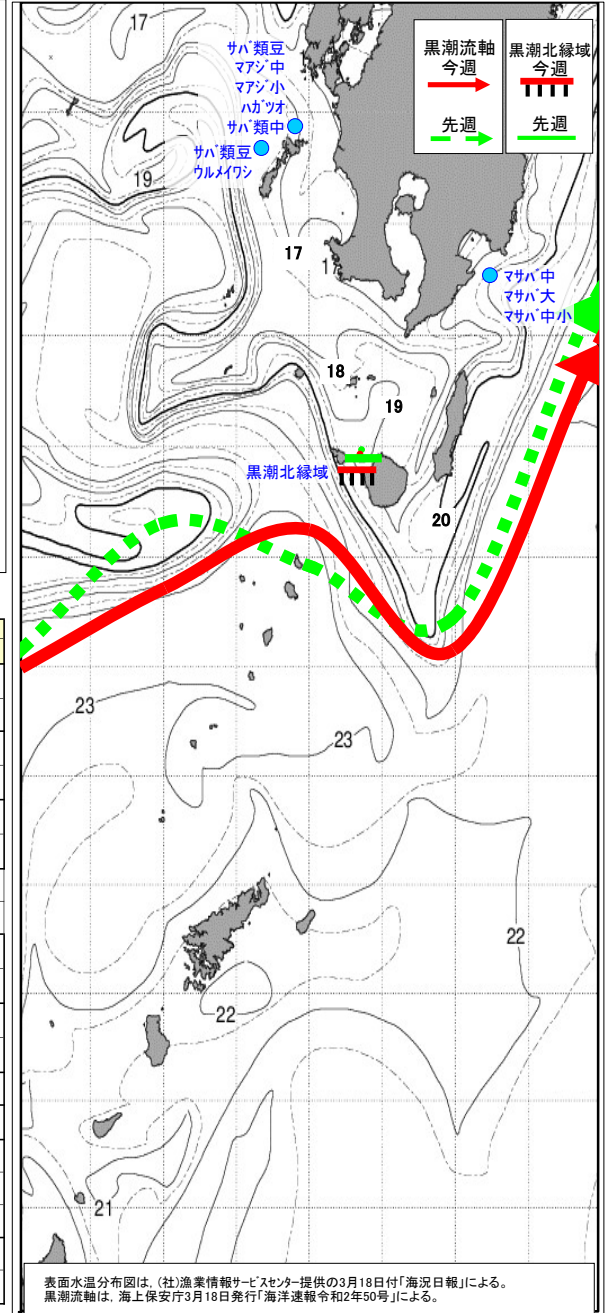 17
サバ類豆
マアジ中
マアジ小
ハガツオ
サバ類中
サバ類豆
ウルメイワシ
黒潮流軸
今週
先週
黒潮北縁域
今週
先週
19
17
17
マサバ中
マサバ大
マサバ中小
18
19
黒潮北縁域
20
23
23
22
22
21
表面水温分布図は，(社)漁業情報サービスセンター提供の3月18日付「海況日報」による。
黒潮流軸は，海上保安庁3月18日発行「海洋速報令和2年50号」による。